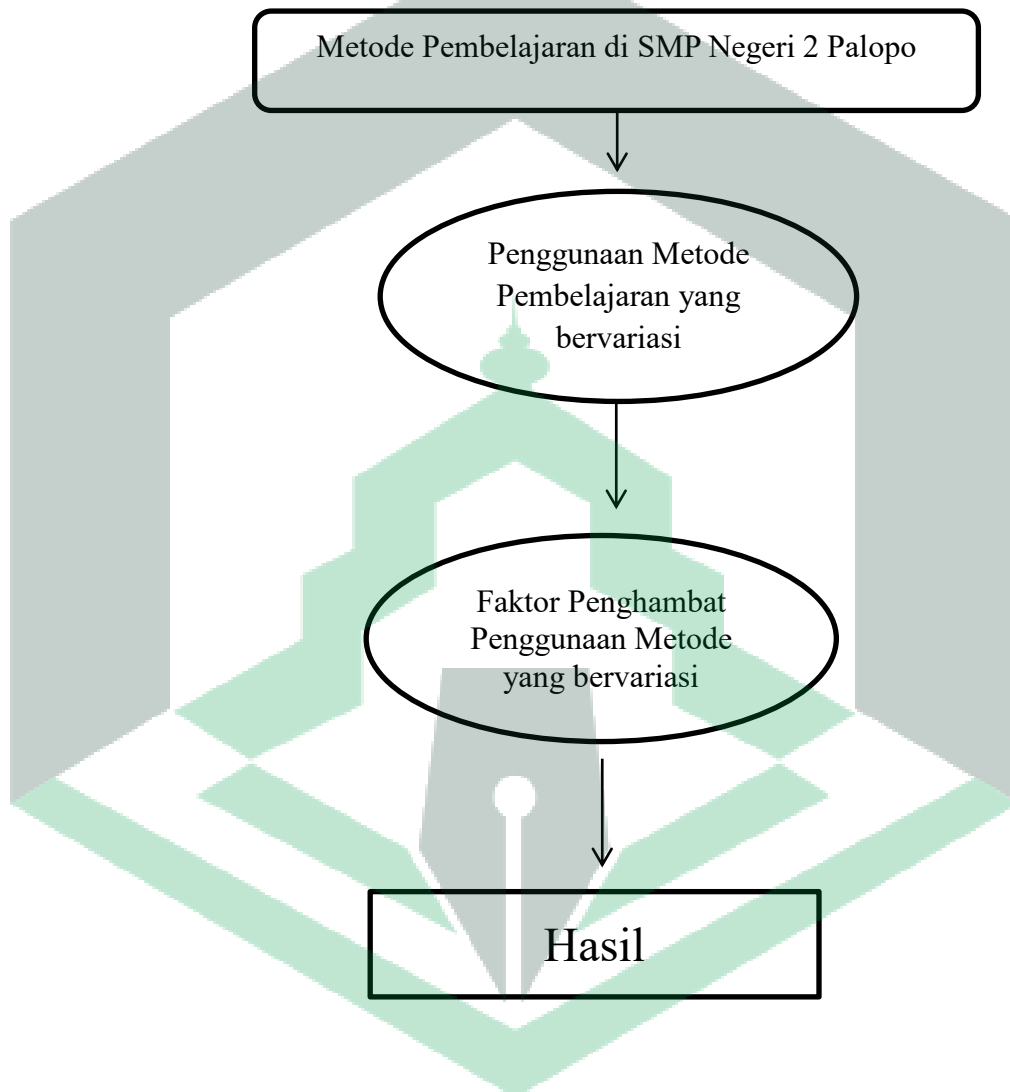 Metode Pembelajaran di SMP Negeri 2 Palopo
Penggunaan Metode
Pembelajaran yang
bervariasi
Faktor Penghambat
Penggunaan Metode
yang bervariasi
Hasil